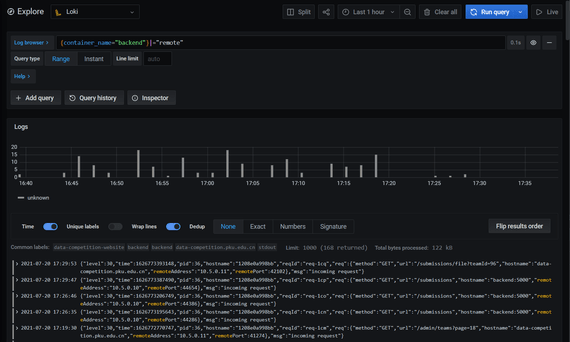 Explore
Loki
Split
Last 1 hour
Clear all
Run query
Live
Log browser
{container_name="backend"}|="remote"
0.1s
Query type
Range
Instant
Line limit
auto
Help
Add query
Query history
Inspector
Logs
20
15
10
5
0
16:40 16:45 16:50 16:55 17:00 17:05 17:10 17:15 17:20 17:25 17:30 17:35
unknown
Time
Unique labels
Wrap lines
Dedup
None
Exact
Numbers
Signature
Flip results order
Common labels: data-competition-website backend backend data-competition.pku.edu.cn stdout Limit: 1000 (168 returned) Total bytes processed: 122 kB
2021-07-20 17:29:53 {"level":30,"time":1626773393148,"pid":36,"hostname":"1208e0a998bb","reqId":"req-1cq","req":{"method":"GET","url":"/submissions/file?teamId=96","hostname":"data-
competition.pku.edu.cn","remoteAddress":"10.5.0.11","remotePort":42102},"msg":"incoming request"}
2021-07-20 17:29:47 {"level":30,"time":1626773387490,"pid":36,"hostname":"1208e0a998bb","reqId":"req-1cp","req":{"method":"GET","url":"/submissions","hostname":"backend:5000","remot
eAddress":"10.5.0.10","remotePort":44654},"msg":"incoming request"}
2021-07-20 17:26:46 {"level":30,"time":1626773206749,"pid":36,"hostname":"1208e0a998bb","reqId":"req-1co","req":{"method":"GET","url":"/submissions","hostname":"backend:5000","remot
eAddress":"10.5.0.10","remotePort":44386},"msg":"incoming request"}
2021-07-20 17:26:35 {"level":30,"time":1626773195643,"pid":36,"hostname":"1208e0a998bb","reqId":"req-1cn","req":{"method":"GET","url":"/submissions","hostname":"backend:5000","remot
eAddress":"10.5.0.10","remotePort":44286},"msg":"incoming request"}
2021-07-20 17:19:30 {"level":30,"time":1626772770747,"pid":36,"hostname":"1208e0a998bb","reqId":"req-1cm","req":{"method":"GET","url":"/admin/teams?page=18","hostname":"data-competi
tion.pku.edu.cn","remoteAddress":"10.5.0.11","remotePort":41274},"msg":"incoming request"}